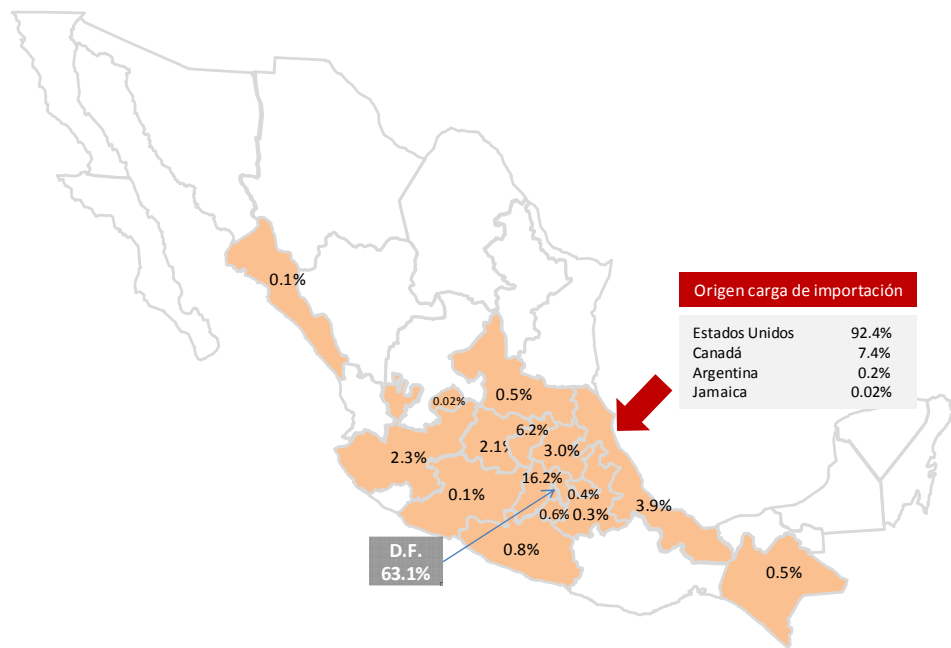 0.1%
Origen carga de importación
Estados Unidos 92.4%
Canadá 7.4%
Argentina 0.2%
Jamaica 0.02%
0.02%
0.5%
6.2%
2.1%
3.0%
2.3%
16.2%
0.1%
0.4%
0.6%
0.3%
3.9%
D.F.
63.1%
0.8%
0.5%